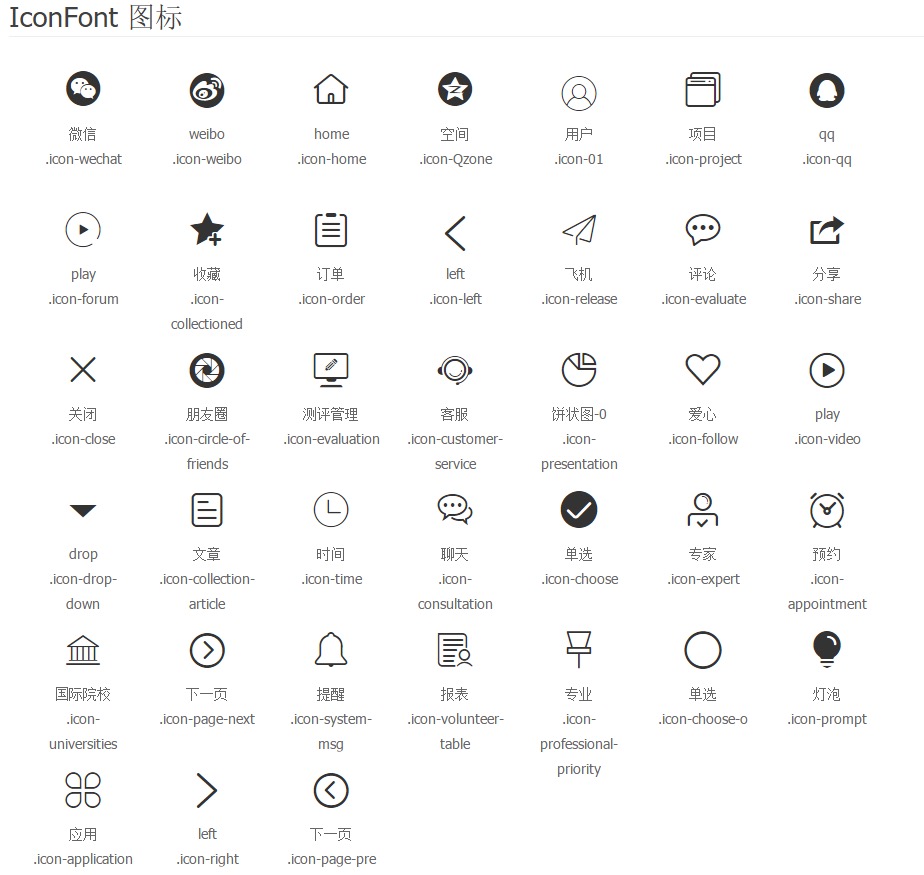 IconFont 图标
微信
.icon-wechat
weibo
.icon-weibo
home
.icon-home
空间
.icon-Qzone
用户
.icon-01
项目
.icon-project
qq
.icon-qq
play
.icon-forum
收藏
.icon-
collectioned
订单
.icon-order
left
.icon-left
飞机
.icon-release
评论
.icon-evaluate
分享
.icon-share
关闭
.icon-close
朋友圈
.icon-circle-of-
friends
测评管理
.icon-evaluation
客服
.icon-customer-
service
饼状图-0
.icon-
presentation
爱心
.icon-follow
play
.icon-video
drop
.icon-drop-
down
文章
.icon-collection-
article
时间
.icon-time
聊天
.icon-
consultation
单选
.icon-choose
专家
.icon-expert
预约
.icon-
appointment
国际院校
.icon-
universities
下一页
.icon-page-next
提醒
.icon-system-
msg
报表
.icon-volunteer-
table
专业
.icon-
professional-
priority
单选
.icon-choose-o
灯泡
.icon-prompt
应用
.icon-application
left
.icon-right
下一页
.icon-page-pre